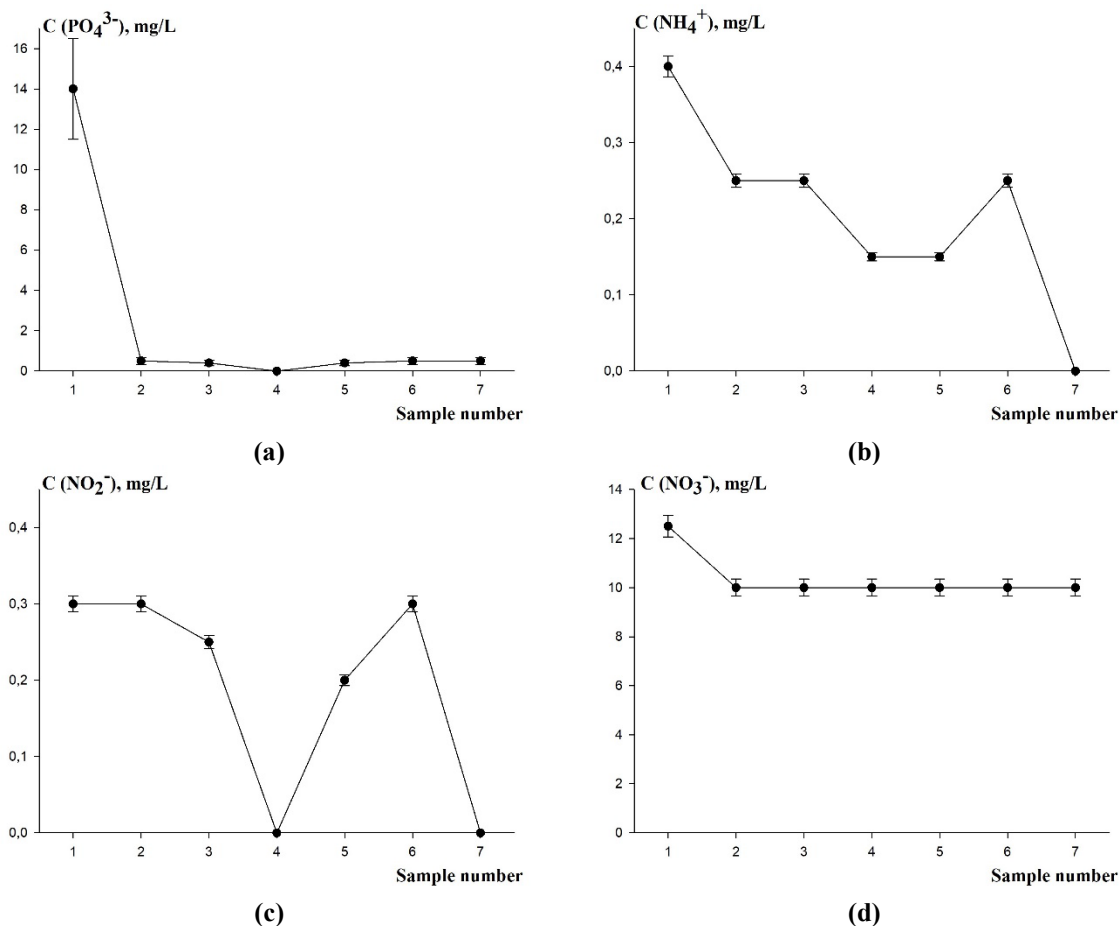 C (PO₄³⁻), mg/L
16
14
12
10
8
6
4
2
0
1 2 3 4 5 6 7
Sample number
(a)
C (NH₄⁺), mg/L
0,4
0,3
0,2
0,1
0,0
1 2 3 4 5 6 7
Sample number
(b)
C (NO₂⁻), mg/L
0,4
0,3
0,2
0,1
0,0
1 2 3 4 5 6 7
Sample number
(c)
C (NO₃⁻), mg/L
14
12
10
8
6
4
2
0
1 2 3 4 5 6 7
Sample number
(d)